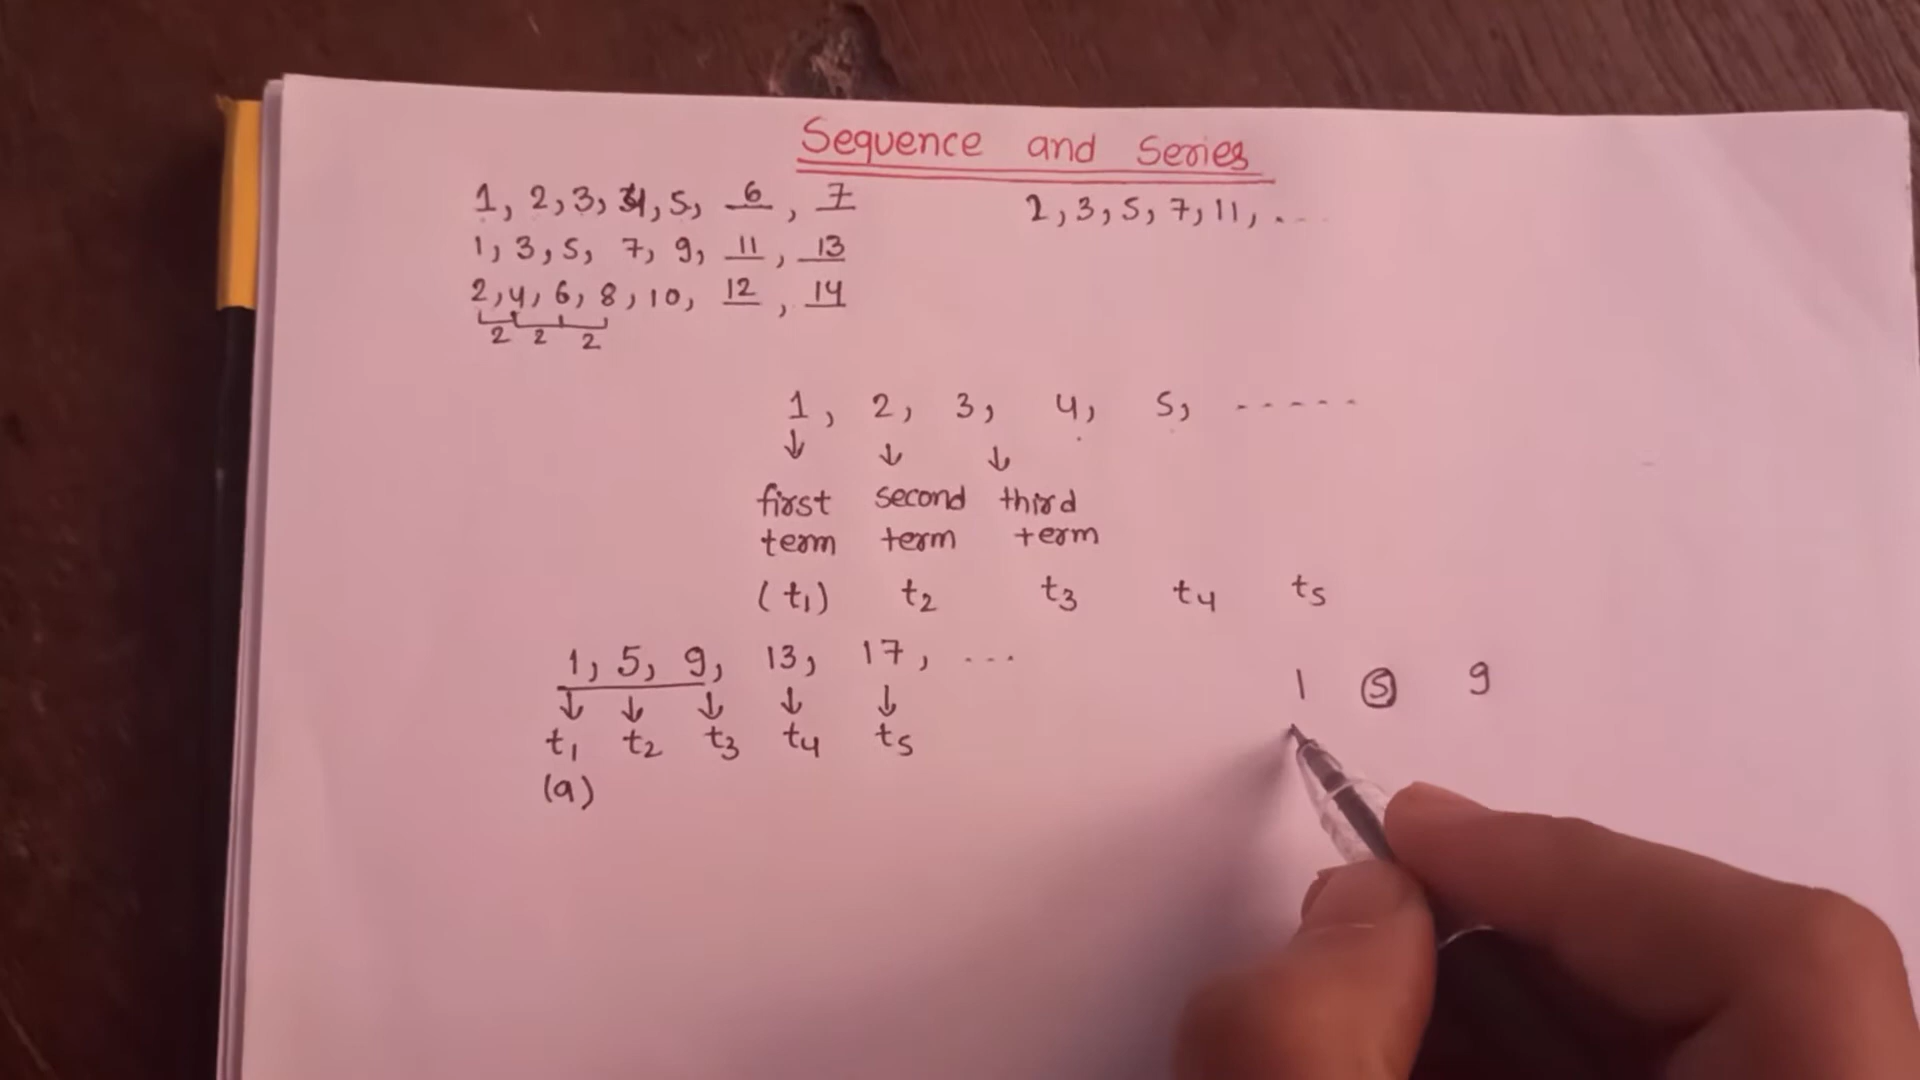 Sequence and Series
1, 2, 3, 4, 5, 6, 7
2, 3, 5, 7, 11, ....
1, 3, 5, 7, 9, 11, 13
2, 4, 6, 8, 10, 12, 14
2 2 2
1, 2, 3, 4, 5, -----
↓ ↓ ↓
first second third
term term term
(t1) t2 t3 t4 t5
1, 5, 9, 13, 17, ...
1 5 9
↓ ↓ ↓ ↓ ↓
t1 t2 t3 t4 t5
(a)